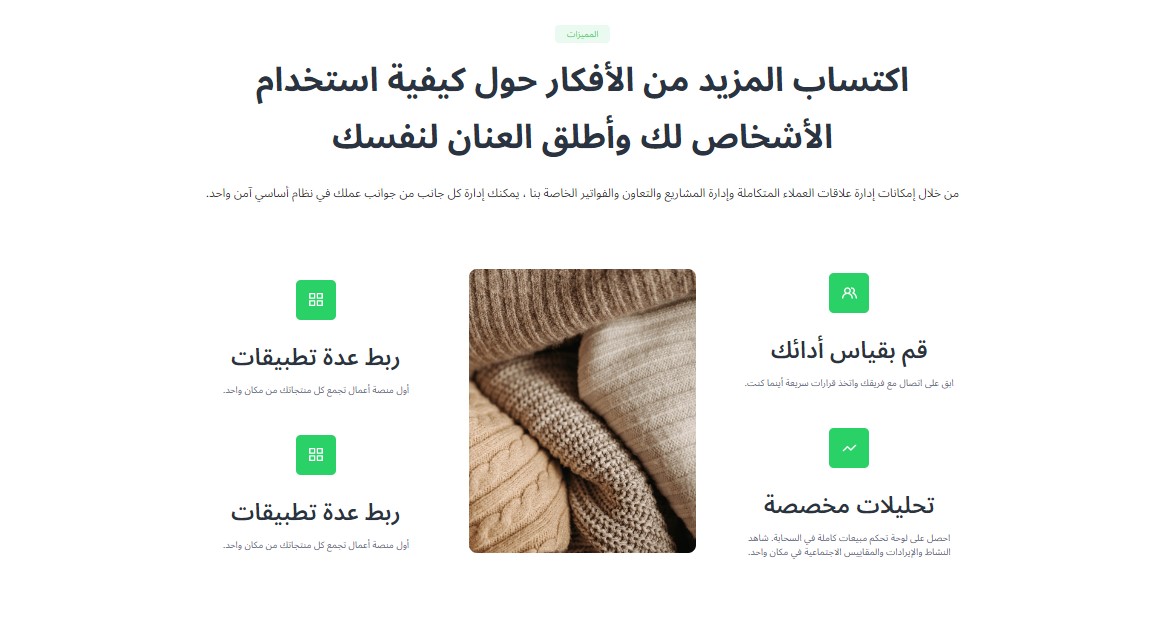 المميزات
اكتساب المزيد من الأفكار حول كيفية استخدام
الأشخاص لك وأطلق العنان لنفسك
من خلال إمكانات إدارة علاقات العملاء المتكاملة وإدارة المشاريع والتعاون والفواتير الخاصة بنا ، يمكنك إدارة كل جانب من جوانب عملك في نظام أساسي آمن واحد.
قم بقياس أدائك
ابق على اتصال مع فريقك واتخذ قرارات سريعة أينما كنت.
تحليلات مخصصة
احصل على لوحة تحكم مبيعات كاملة في السحابة. شاهد
النشاط والإيرادات والمقاييس الاجتماعية في مكان واحد.
ربط عدة تطبيقات
أول منصة أعمال تجمع كل منتجاتك من مكان واحد.
ربط عدة تطبيقات
أول منصة أعمال تجمع كل منتجاتك من مكان واحد.